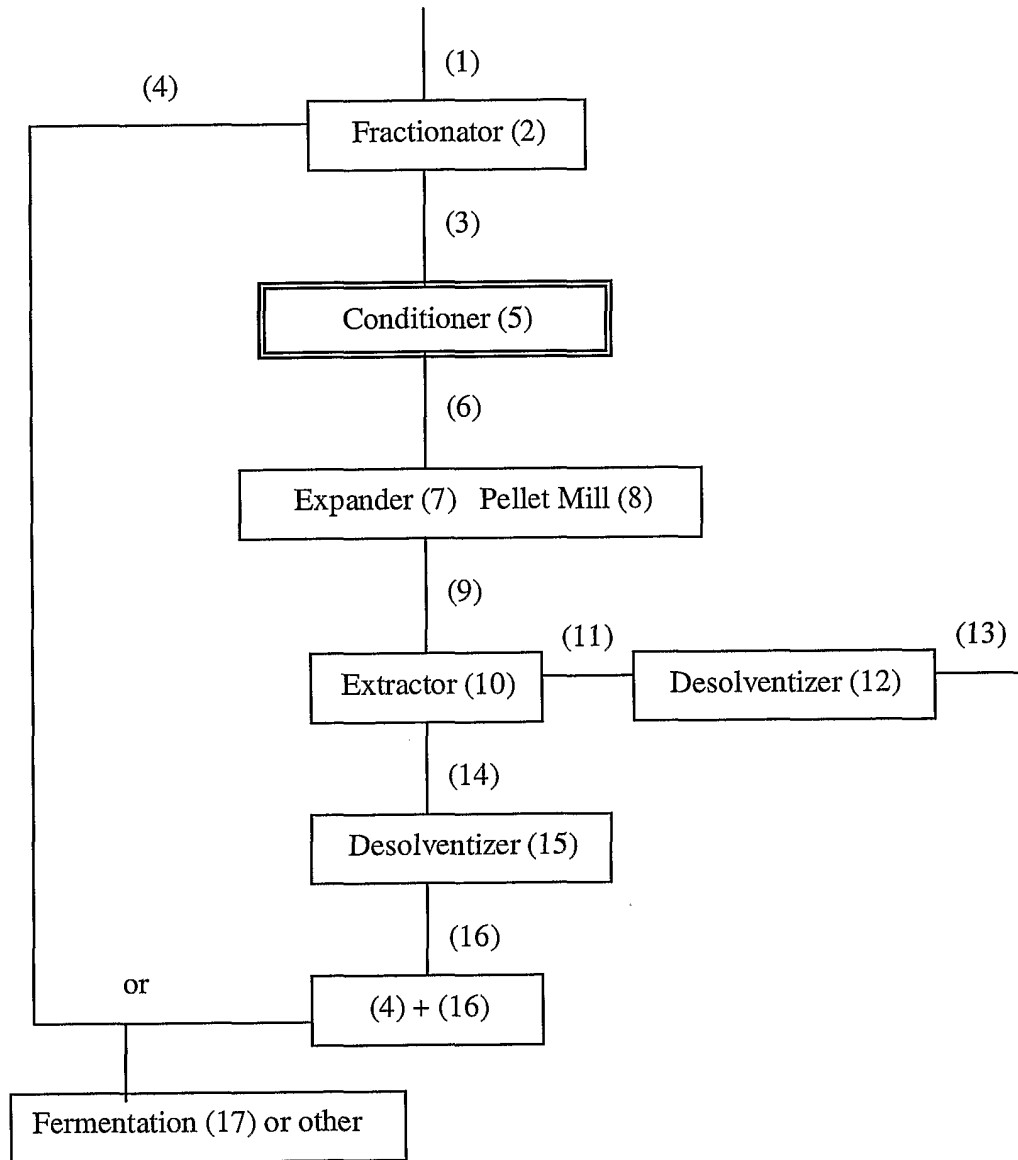 (1)
(4)
Fractionator (2)
(3)
Conditioner (5)
(6)
Expander (7) Pellet Mill (8)
(9)
(11)
(13)
Extractor (10)
Desolventizer (12)
(14)
Desolventizer (15)
(16)
or
(4) + (16)
Fermentation (17) or other